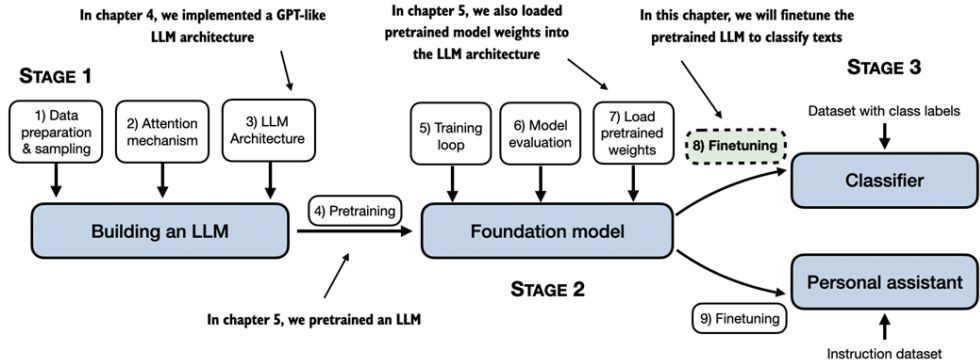 In chapter 4, we implemented a GPT-like
LLM architecture
In chapter 5, we also loaded
pretrained model weights into
the LLM architecture
In this chapter, we will finetune the
pretrained LLM to classify texts
STAGE 1
STAGE 3
1) Data
preparation
& sampling
2) Attention
mechanism
3) LLM
Architecture
5) Training
loop
6) Model
evaluation
7) Load
pretrained
weights
8) Finetuning
Dataset with class labels
Classifier
Building an LLM
4) Pretraining
Foundation model
STAGE 2
Personal assistant
In chapter 5, we pretrained an LLM
9) Finetuning
Instruction dataset